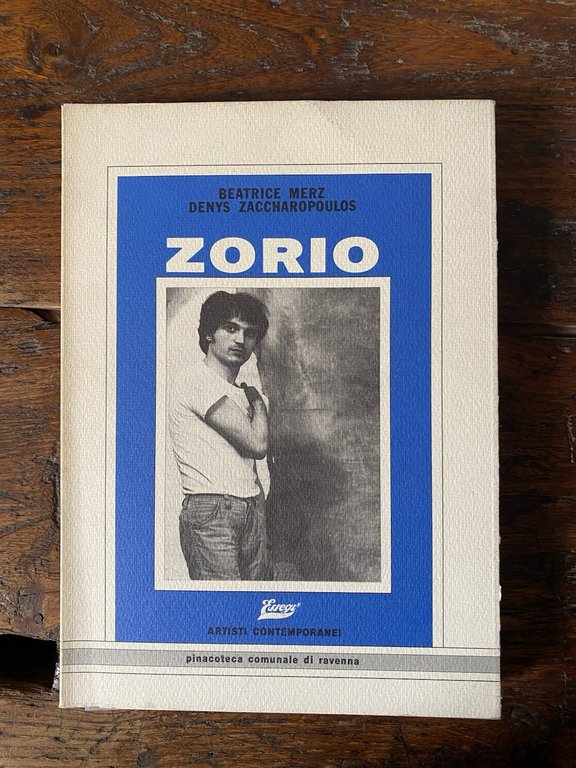 BEATRICE MERZ
DENYS ZACCHAROPOULOS
ZORIO
Essegi
ARTISTI CONTEMPORANEI
pinacoteca comunale di ravenna